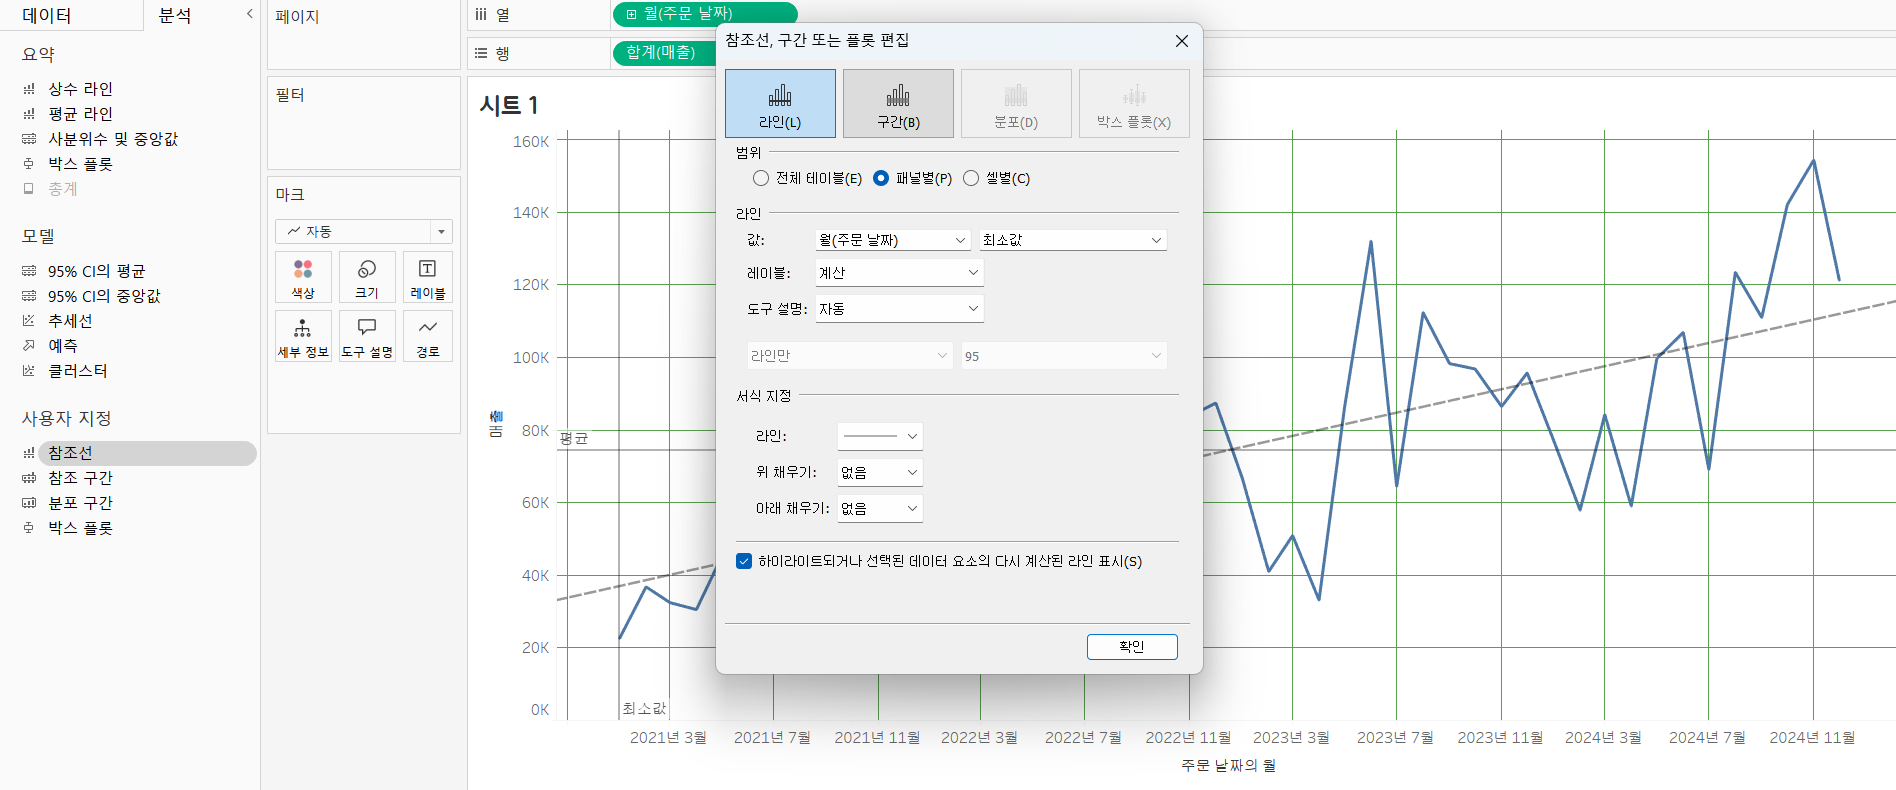 데이터
분석
요약
상수 라인
평균 라인
사분위수 및 중앙값
박스 플롯
총계
모델
95% CI의 평균
95% CI의 중앙값
추세선
예측
클러스터
사용자 지정
참조선
참조 구간
분포 구간
박스 플롯
페이지
필터
마크
자동
색상
크기
레이블
세부 정보
도구 설명
경로
열
월(주문 날짜)
행
합계(매출)
시트 1
160K
140K
120K
100K
80K
60K
40K
20K
0K
매출
평균
최소값
2021년 3월
2021년 7월
2021년 11월
2022년 3월
2022년 7월
2022년 11월
2023년 3월
2023년 7월
2023년 11월
2024년 3월
2024년 7월
2024년 11월
주문 날짜의 월
참조선, 구간 또는 플롯 편집
라인(L)
구간(B)
분포(D)
박스 플롯(X)
범위
전체 테이블(E)
패널별(P)
셀별(C)
라인
값:
월(주문 날짜)
최소값
레이블:
계산
도구 설명:
자동
라인만
95
서식 지정
라인:
위 채우기:
없음
아래 채우기:
없음
하이라이트되거나 선택된 데이터 요소의 다시 계산된 라인 표시(S)
확인